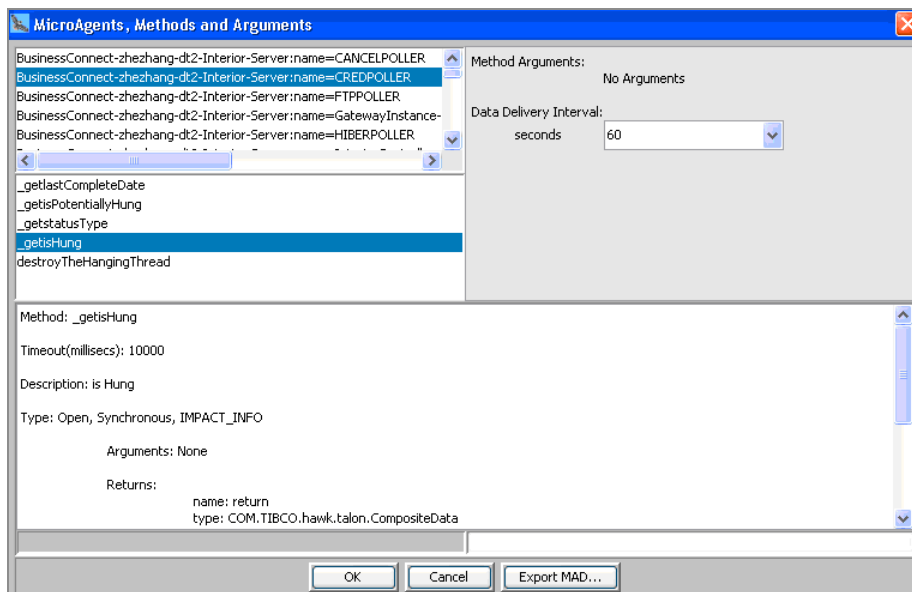 MicroAgents, Methods and Arguments
BusinessConnect-zhezhang-dt2-Interior-Server:name=CANCELPOLLER
BusinessConnect-zhezhang-dt2-Interior-Server:name=CREDPOLLER
BusinessConnect-zhezhang-dt2-Interior-Server:name=FTPPOLLER
BusinessConnect-zhezhang-dt2-Interior-Server:name=GatewayInstance-
BusinessConnect-zhezhang-dt2-Interior-Server:name=HIBERPOLLER
Method Arguments:
No Arguments
Data Delivery Interval:
seconds 60
_getlastCompleteDate
_getisPotentiallyHung
_getstatusType
_getisHung
destroyTheHangingThread
Method: _getisHung
Timeout(millisecs): 10000
Description: is Hung
Type: Open, Synchronous, IMPACT_INFO
Arguments: None
Returns:
name: return
type: COM.TIBCO.hawk.talon.CompositeData
OK Cancel Export MAD...